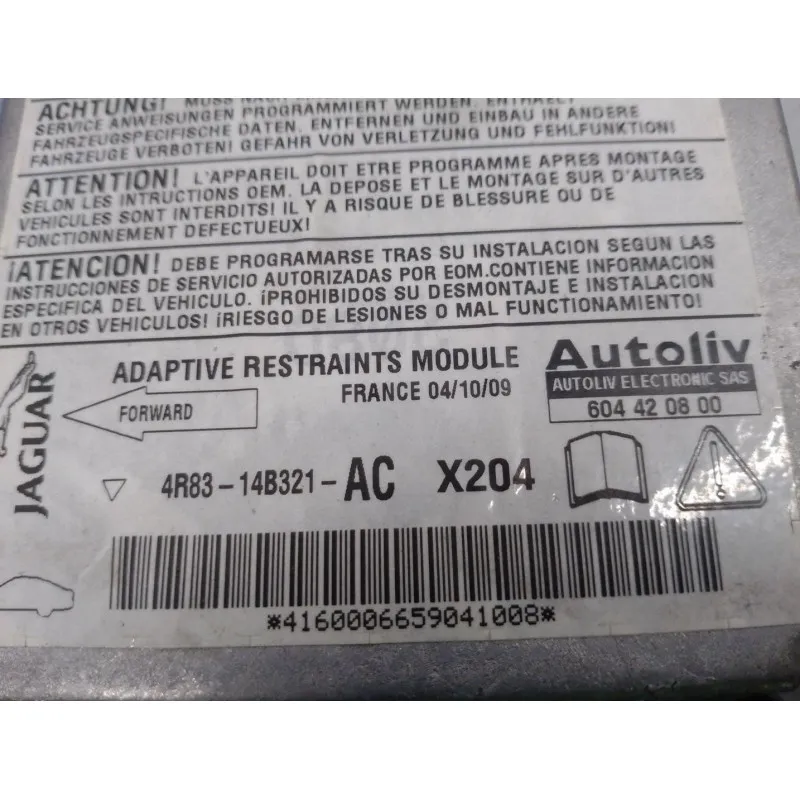 ACHTUNG! MUSS NACH
SERVICE ANWEISUNGEN PROGRAMMIERT WERDEN. ENTHAELT
FAHRZEUGSPEZIFISCHE DATEN, ENTFERNEN UND EINBAU IN ANDERE
FAHRZEUGE VERBOTEN! GEFAHR VON VERLETZUNG UND FEHLFUNKTION!
ATTENTION! L'APPAREIL DOIT ETRE PROGRAMME APRES MONTAGE
SELON LES INTRUCTIONS OEM. LA DEPOSE ET LE MONTAGE SUR D'AUTRES
VEHICULES SONT INTERDITS! IL Y A RISQUE DE BLESSURE OU DE
FONCTIONNEMENT DEFECTUEUX!
¡ATENCION! DEBE PROGRAMARSE TRAS SU INSTALACION SEGUN LAS
INSTRUCCIONES DE SERVICIO AUTORIZADAS POR EOM.CONTIENE INFORMACION
ESPECIFICA DEL VEHICULO. ¡PROHIBIDOS SU DESMONTAJE E INSTALACION
EN OTROS VEHICULOS! ¡RIESGO DE LESIONES O MAL FUNCTIONAMIENTO!
JAGUAR
ADAPTIVE RESTRAINTS MODULE
FRANCE 04/10/09
FORWARD
Autoliv
AUTOLIV ELECTRONIC SAS
604 42 08 00
4R83-14B321-AC X204
*4160006659041008*